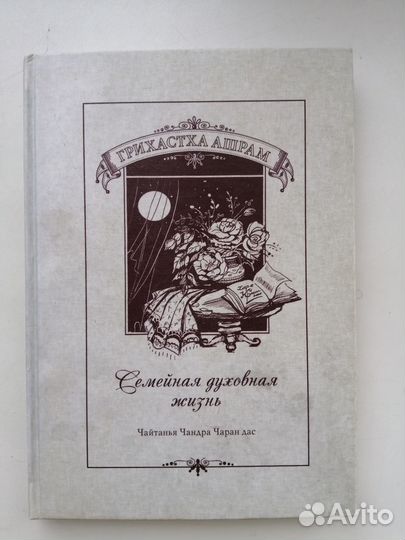 ГРИХАСТХА АШРАМ
Семейная духовная
жизнь
Чайтанья Чандра Чаран дас
Avito